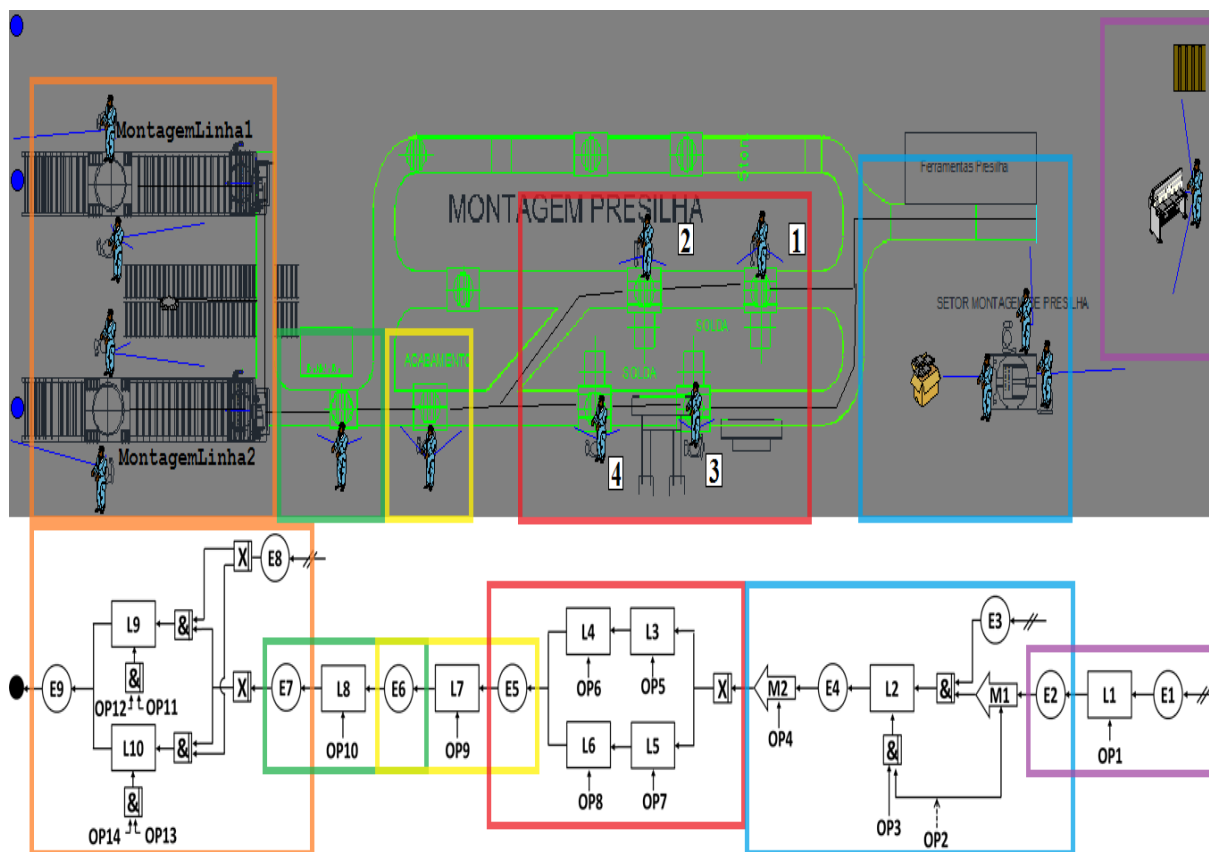 MontagemLinha1
Ferramentas Presilha
MONTAGEM PRESILHA
2
1
SETOR MONTAGEM DE PRESILHA
SOLDA
SOLDA
ACABAMENTO
MontagemLinha2
4
3
X
E8
L9
&
&
E9
OP12
OP11
X
E7
L8
E6
L7
E5
L10
&
&
OP14
OP13
OP10
OP9
L4
L3
OP6
OP5
X
L6
L5
OP8
OP7
M2
OP4
E4
L2
&
E3
M1
&
OP3
OP2
E2
L1
E1
OP1